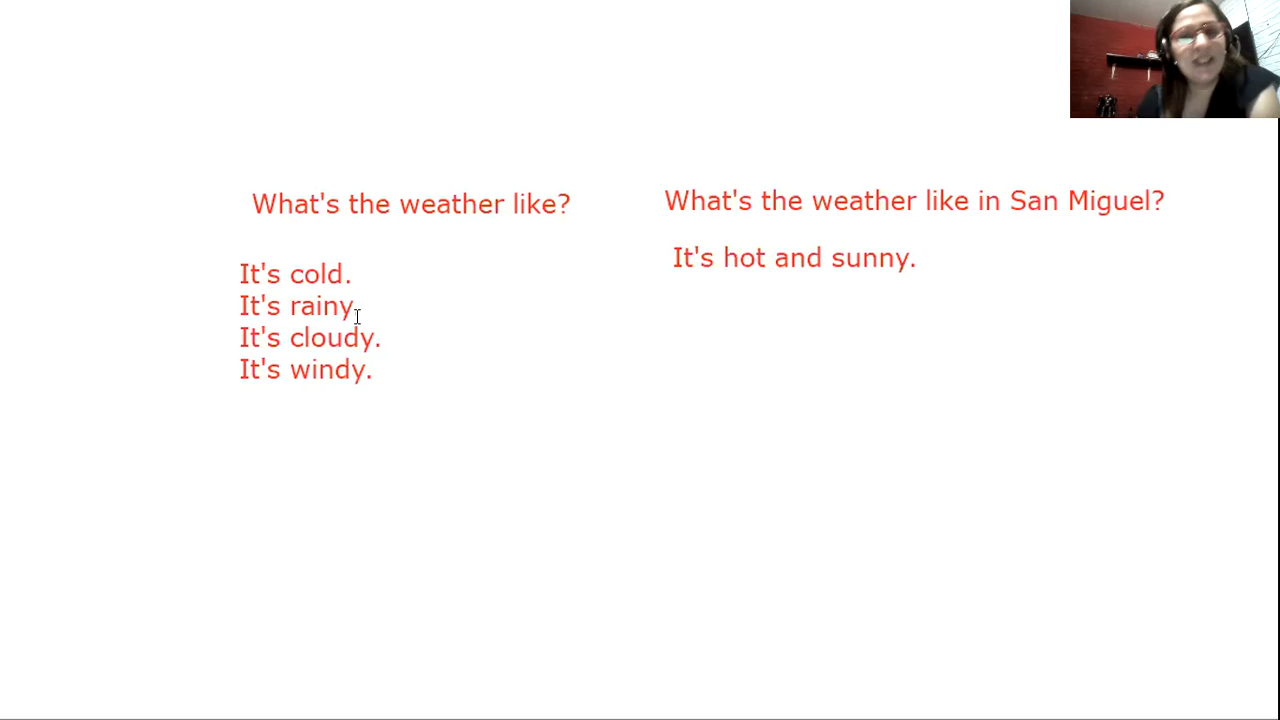 What's the weather like?
It's cold.
It's rainy.
It's cloudy.
It's windy.
What's the weather like in San Miguel?
It's hot and sunny.